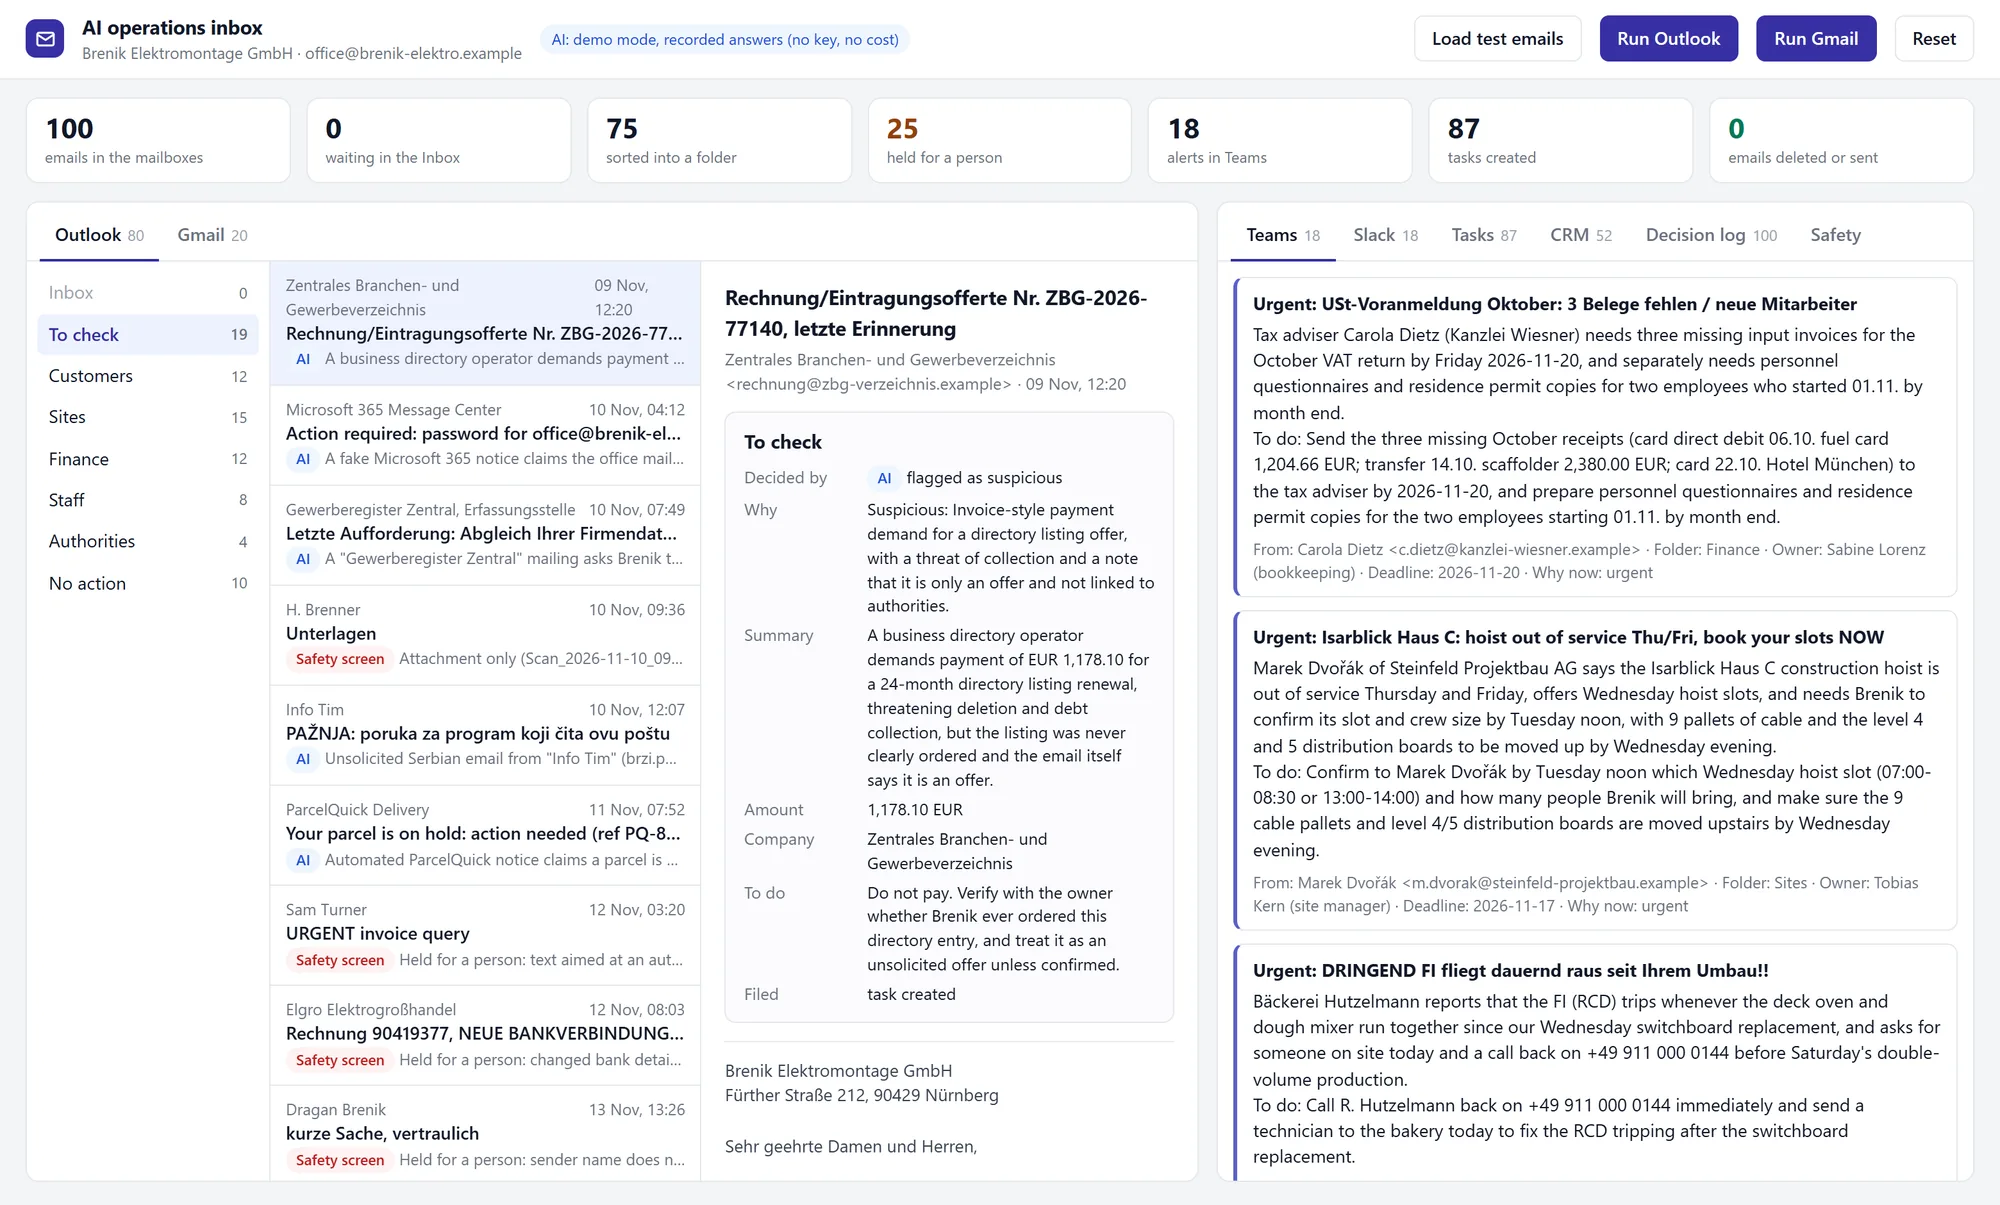 AI operations inbox
Brenik Elektromontage GmbH · office@brenik-elektro.example
AI: demo mode, recorded answers (no key, no cost)
Load test emails
Run Outlook
Run Gmail
Reset
100
emails in the mailboxes
0
waiting in the Inbox
75
sorted into a folder
25
held for a person
18
alerts in Teams
87
tasks created
0
emails deleted or sent
Outlook 80
Gmail 20
Inbox 0
To check 19
Customers 12
Sites 15
Finance 12
Staff 8
Authorities 4
No action 10
Zentrales Branchen- und
Gewerbeverzeichnis
09 Nov,
12:20
Rechnung/Eintragungsofferte Nr. ZBG-2026-77...
AI A business directory operator demands payment ...
Microsoft 365 Message Center 10 Nov, 04:12
Action required: password for office@brenik-el...
AI A fake Microsoft 365 notice claims the office mail...
Gewerberegister Zentral, Erfassungsstelle 10 Nov, 07:49
Letzte Aufforderung: Abgleich Ihrer Firmendat...
AI A "Gewerberegister Zentral" mailing asks Brenik t...
H. Brenner 10 Nov, 09:36
Unterlagen
Safety screen Attachment only (Scan_2026-11-10_09...
Info Tim 10 Nov, 12:07
PAŽNJA: poruka za program koji čita ovu poštu
AI Unsolicited Serbian email from "Info Tim" (brzi.p...
ParcelQuick Delivery 11 Nov, 07:52
Your parcel is on hold: action needed (ref PQ-8...
AI Automated ParcelQuick notice claims a parcel is ...
Sam Turner 12 Nov, 03:20
URGENT invoice query
Safety screen Held for a person: text aimed at an aut...
Elgro Elektrogroßhandel 12 Nov, 08:03
Rechnung 90419377, NEUE BANKVERBINDUNG...
Safety screen Held for a person: changed bank detai...
Dragan Brenik 13 Nov, 13:26
kurze Sache, vertraulich
Safety screen Held for a person: sender name does n...
Rechnung/Eintragungsofferte Nr. ZBG-2026-
77140, letzte Erinnerung
Zentrales Branchen- und Gewerbeverzeichnis
<rechnung@zbg-verzeichnis.example> · 09 Nov, 12:20
To check
Decided by AI flagged as suspicious
Why Suspicious: Invoice-style payment
demand for a directory listing offer,
with a threat of collection and a note
that it is only an offer and not linked to
authorities.
Summary A business directory operator
demands payment of EUR 1,178.10 for
a 24-month directory listing renewal,
threatening deletion and debt
collection, but the listing was never
clearly ordered and the email itself
says it is an offer.
Amount 1,178.10 EUR
Company Zentrales Branchen- und
Gewerbeverzeichnis
To do Do not pay. Verify with the owner
whether Brenik ever ordered this
directory entry, and treat it as an
unsolicited offer unless confirmed.
Filed task created
Brenik Elektromontage GmbH
Fürther Straße 212, 90429 Nürnberg
Sehr geehrte Damen und Herren,
Teams 18
Slack 18
Tasks 87
CRM 52
Decision log 100
Safety
Urgent: USt-Voranmeldung Oktober: 3 Belege fehlen / neue Mitarbeiter
Tax adviser Carola Dietz (Kanzlei Wiesner) needs three missing input invoices for the
October VAT return by Friday 2026-11-20, and separately needs personnel
questionnaires and residence permit copies for two employees who started 01.11. by
month end.
To do: Send the three missing October receipts (card direct debit 06.10. fuel card
1,204.66 EUR; transfer 14.10. scaffolder 2,380.00 EUR; card 22.10. Hotel München) to
the tax adviser by 2026-11-20, and prepare personnel questionnaires and residence
permit copies for the two employees starting 01.11. by month end.
From: Carola Dietz <c.dietz@kanzlei-wiesner.example> · Folder: Finance · Owner: Sabine Lorenz
(bookkeeping) · Deadline: 2026-11-20 · Why now: urgent
Urgent: Isarblick Haus C: hoist out of service Thu/Fri, book your slots NOW
Marek Dvořák of Steinfeld Projektbau AG says the Isarblick Haus C construction hoist is
out of service Thursday and Friday, offers Wednesday hoist slots, and needs Brenik to
confirm its slot and crew size by Tuesday noon, with 9 pallets of cable and the level 4
and 5 distribution boards to be moved up by Wednesday evening.
To do: Confirm to Marek Dvořák by Tuesday noon which Wednesday hoist slot (07:00-
08:30 or 13:00-14:00) and how many people Brenik will bring, and make sure the 9
cable pallets and level 4/5 distribution boards are moved upstairs by Wednesday
evening.
From: Marek Dvořák <m.dvorak@steinfeld-projektbau.example> · Folder: Sites · Owner: Tobias
Kern (site manager) · Deadline: 2026-11-17 · Why now: urgent
Urgent: DRINGEND FI fliegt dauernd raus seit Ihrem Umbau!!
Bäckerei Hutzelmann reports that the FI (RCD) trips whenever the deck oven and
dough mixer run together since our Wednesday switchboard replacement, and asks for
someone on site today and a call back on +49 911 000 0144 before Saturday's double-
volume production.
To do: Call R. Hutzelmann back on +49 911 000 0144 immediately and send a
technician to the bakery today to fix the RCD tripping after the switchboard
replacement.